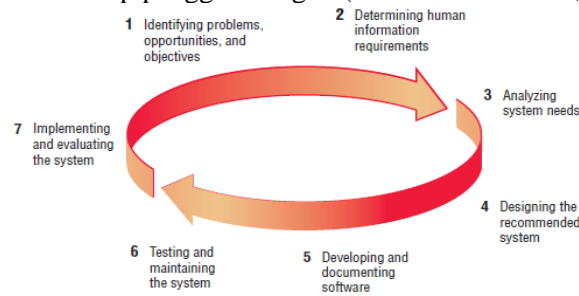 1 Identifying problems,
opportunities, and
objectives
2 Determining human
information
requirements
3 Analyzing
system needs
4 Designing the
recommended
system
5 Developing and
documenting
software
6 Testing and
maintaining
the system
7 Implementing
and evaluating
the system